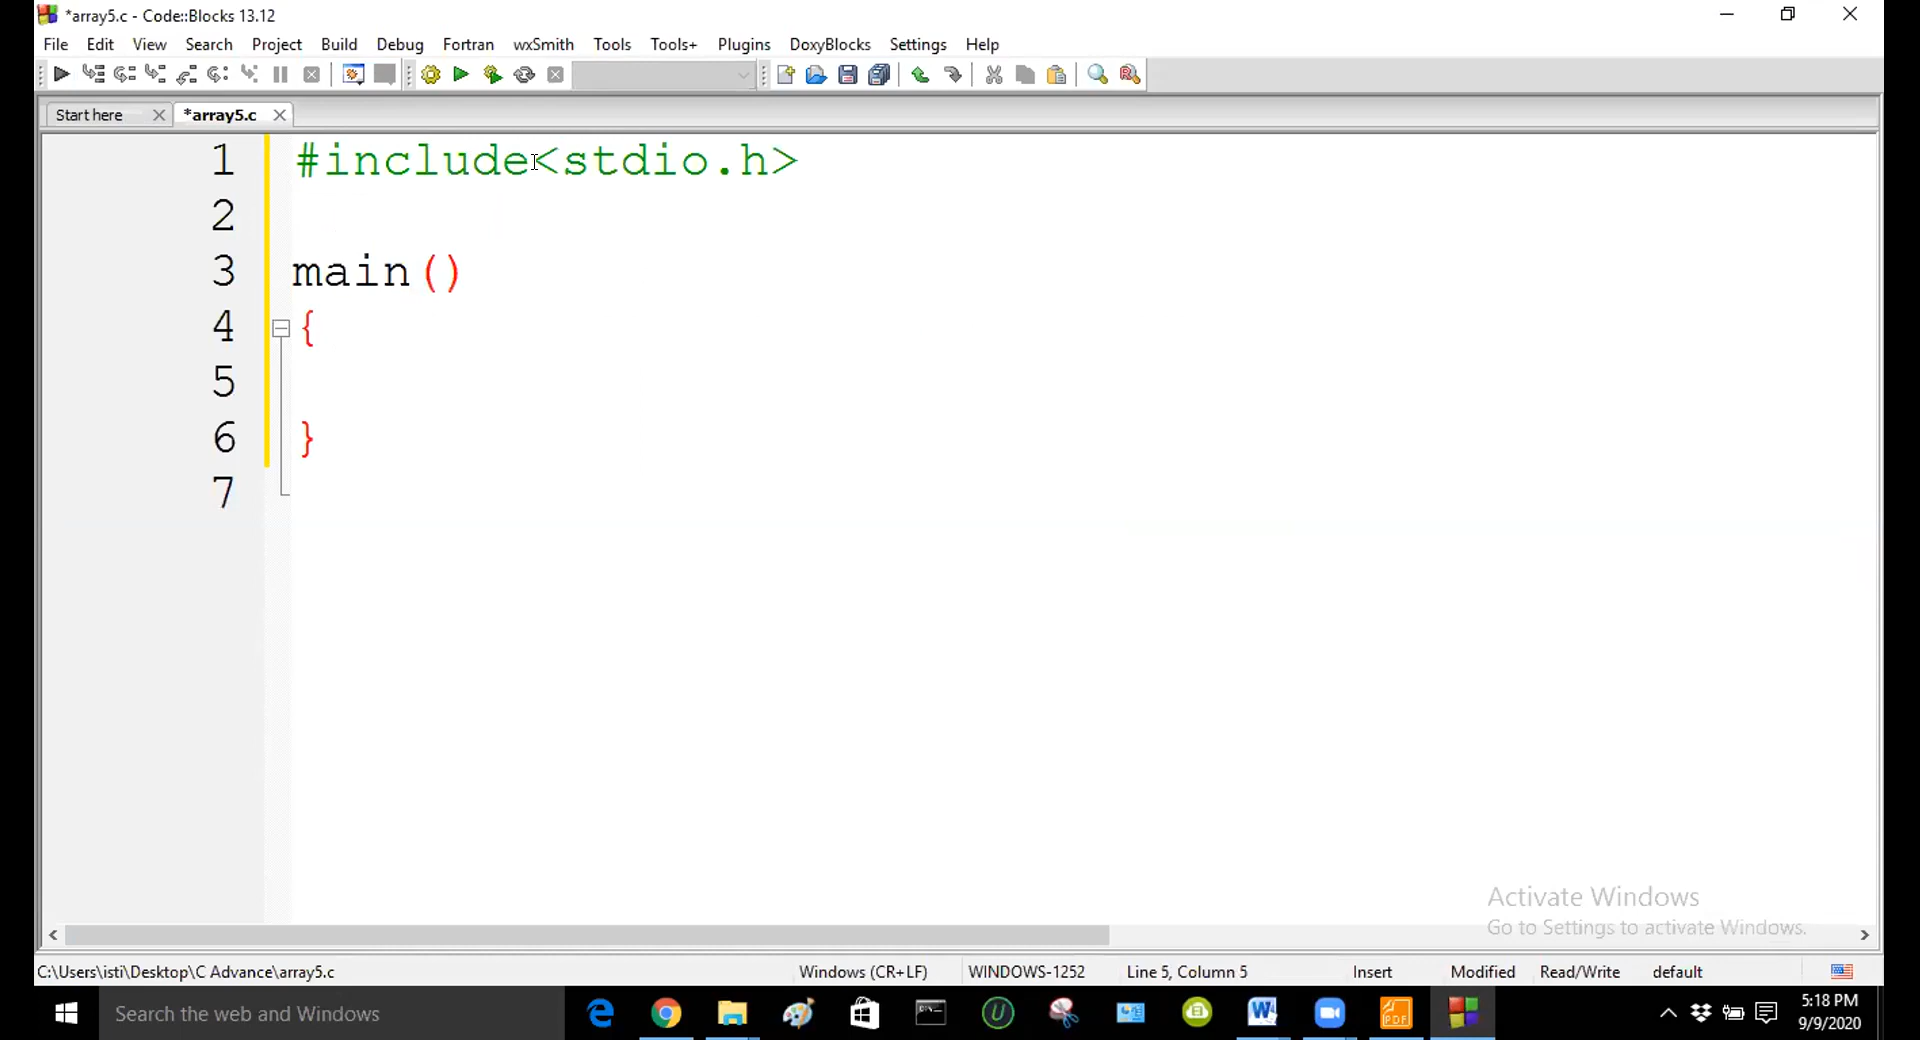 *array5.c - Code::Blocks 13.12
File Edit View Search Project Build Debug Fortran wxSmith Tools Tools+ Plugins DoxyBlocks Settings Help
Start here *array5.c
1 #include<stdio.h>
2
3 main()
4 {
5
6 }
7
Activate Windows
Go to Settings to activate Windows.
C:\Users\isti\Desktop\C Advance\array5.c Windows (CR+LF) WINDOWS-1252 Line 5, Column 5 Insert Modified Read/Write default
Search the web and Windows
5:18 PM
9/9/2020